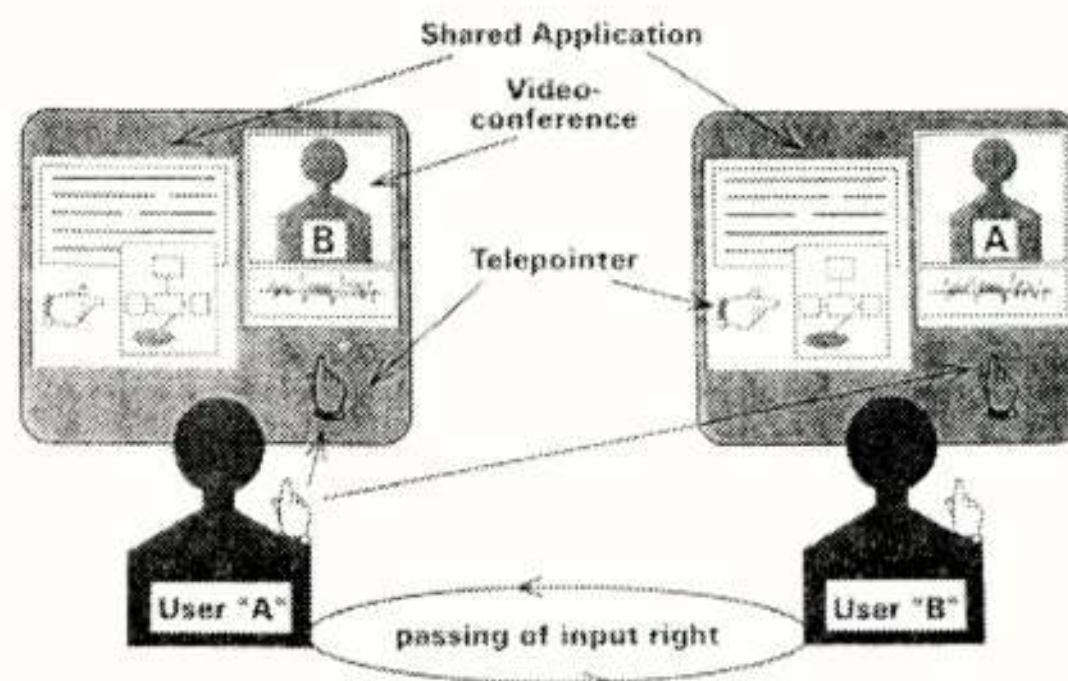 Shared Application
Video-
conference
B
A
Telepointer
User "A"
User "B"
passing of input right